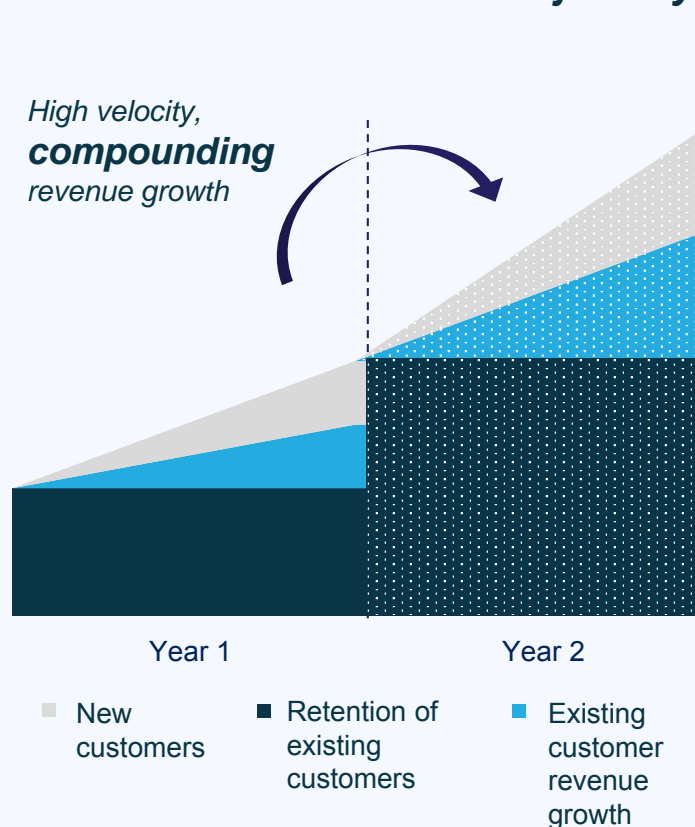 High velocity,
compounding
revenue growth
Year 1
Year 2
New
customers
Retention of
existing
customers
Existing
customer
revenue
growth